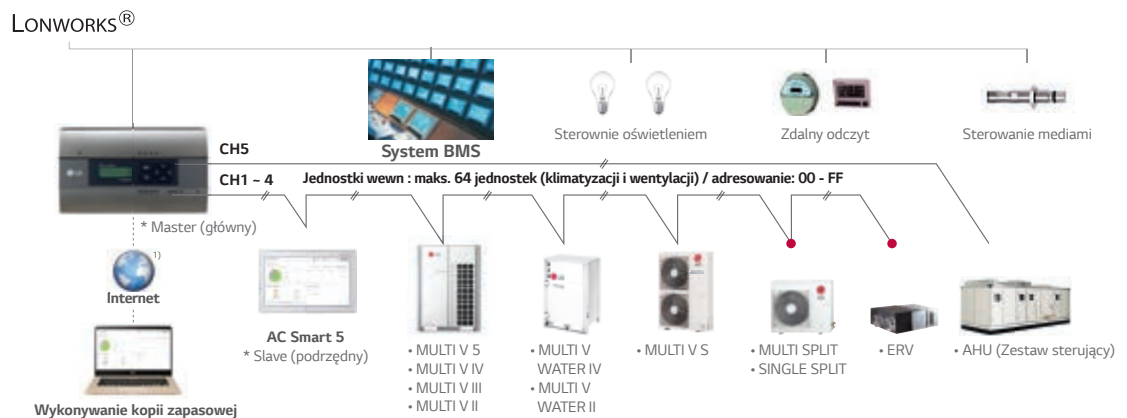 LONWORKS®
System BMS
Sterownie oświetleniem
Zdalny odczyt
Sterowanie mediami
CH5
CH1 ~ 4
Jednostki wewn : maks. 64 jednostek (klimatyzacji i wentylacji) / adresowanie: 00 - FF
* Master (główny)
1)
Internet
Wykonywanie kopii zapasowej
AC Smart 5
* Slave (podrzędny)
• MULTI V 5
• MULTI V IV
• MULTI V III
• MULTI V II
• MULTI V
WATER IV
• MULTI V
WATER II
• MULTI V S
• MULTI SPLIT
• SINGLE SPLIT
• ERV
• AHU (Zestaw sterujący)